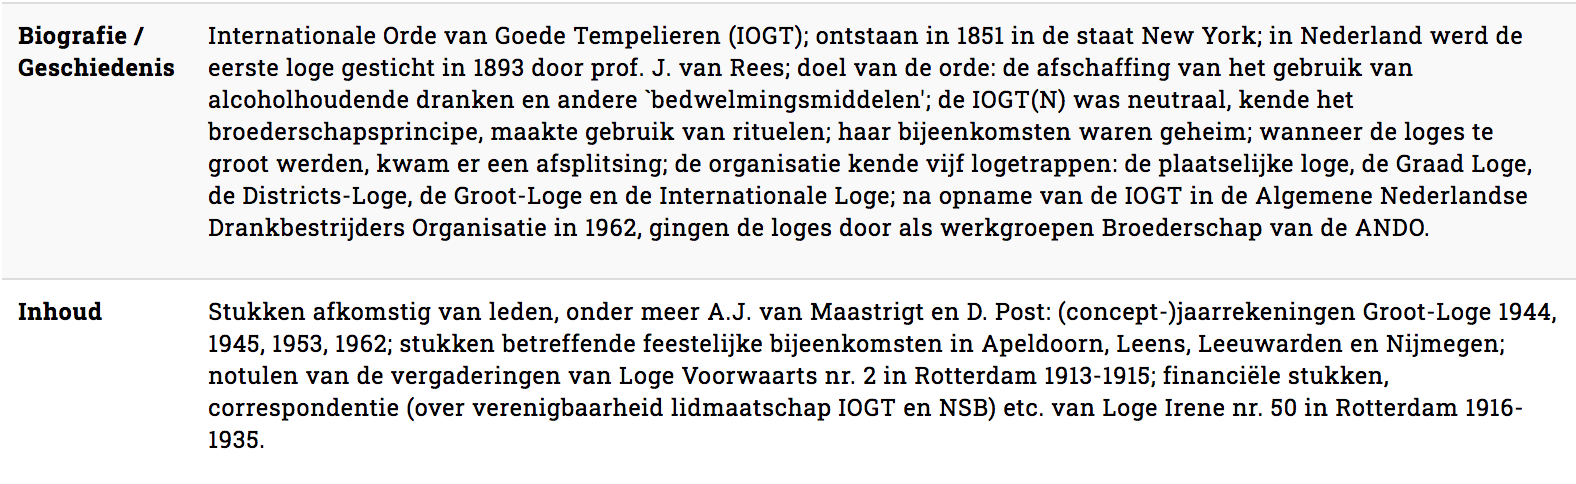 Biografie /
Geschiedenis
Internationale Orde van Goede Tempelieren (IOGT); ontstaan in 1851 in de staat New York; in Nederland werd de
eerste loge gesticht in 1893 door prof. J. van Rees; doel van de orde: de afschaffing van het gebruik van
alcoholhoudende dranken en andere `bedwelmingsmiddelen'; de IOGT(N) was neutraal, kende het
broederschapsprincipe, maakte gebruik van rituelen; haar bijeenkomsten waren geheim; wanneer de loges te
groot werden, kwam er een afsplitsing; de organisatie kende vijf logetrappen: de plaatselijke loge, de Graad Loge,
de Districts-Loge, de Groot-Loge en de Internationale Loge; na opname van de IOGT in de Algemene Nederlandse
Drankbestrijders Organisatie in 1962, gingen de loges door als werkgroepen Broederschap van de ANDO.
Inhoud
Stukken afkomstig van leden, onder meer A.J. van Maastrigt en D. Post: (concept-)jaarrekeningen Groot-Loge 1944,
1945, 1953, 1962; stukken betreffende feestelijke bijeenkomsten in Apeldoorn, Leens, Leeuwarden en Nijmegen;
notulen van de vergaderingen van Loge Voorwaarts nr. 2 in Rotterdam 1913-1915; financiële stukken,
correspondentie (over verenigbaarheid lidmaatschap IOGT en NSB) etc. van Loge Irene nr. 50 in Rotterdam 1916-
1935.